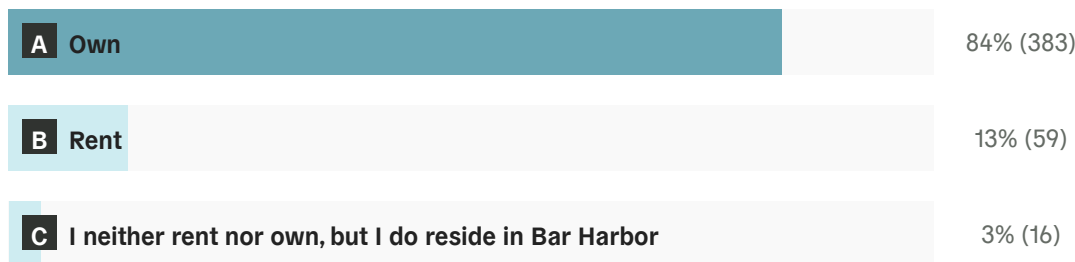 A Own 84% (383)
B Rent 13% (59)
C I neither rent nor own, but I do reside in Bar Harbor 3% (16)